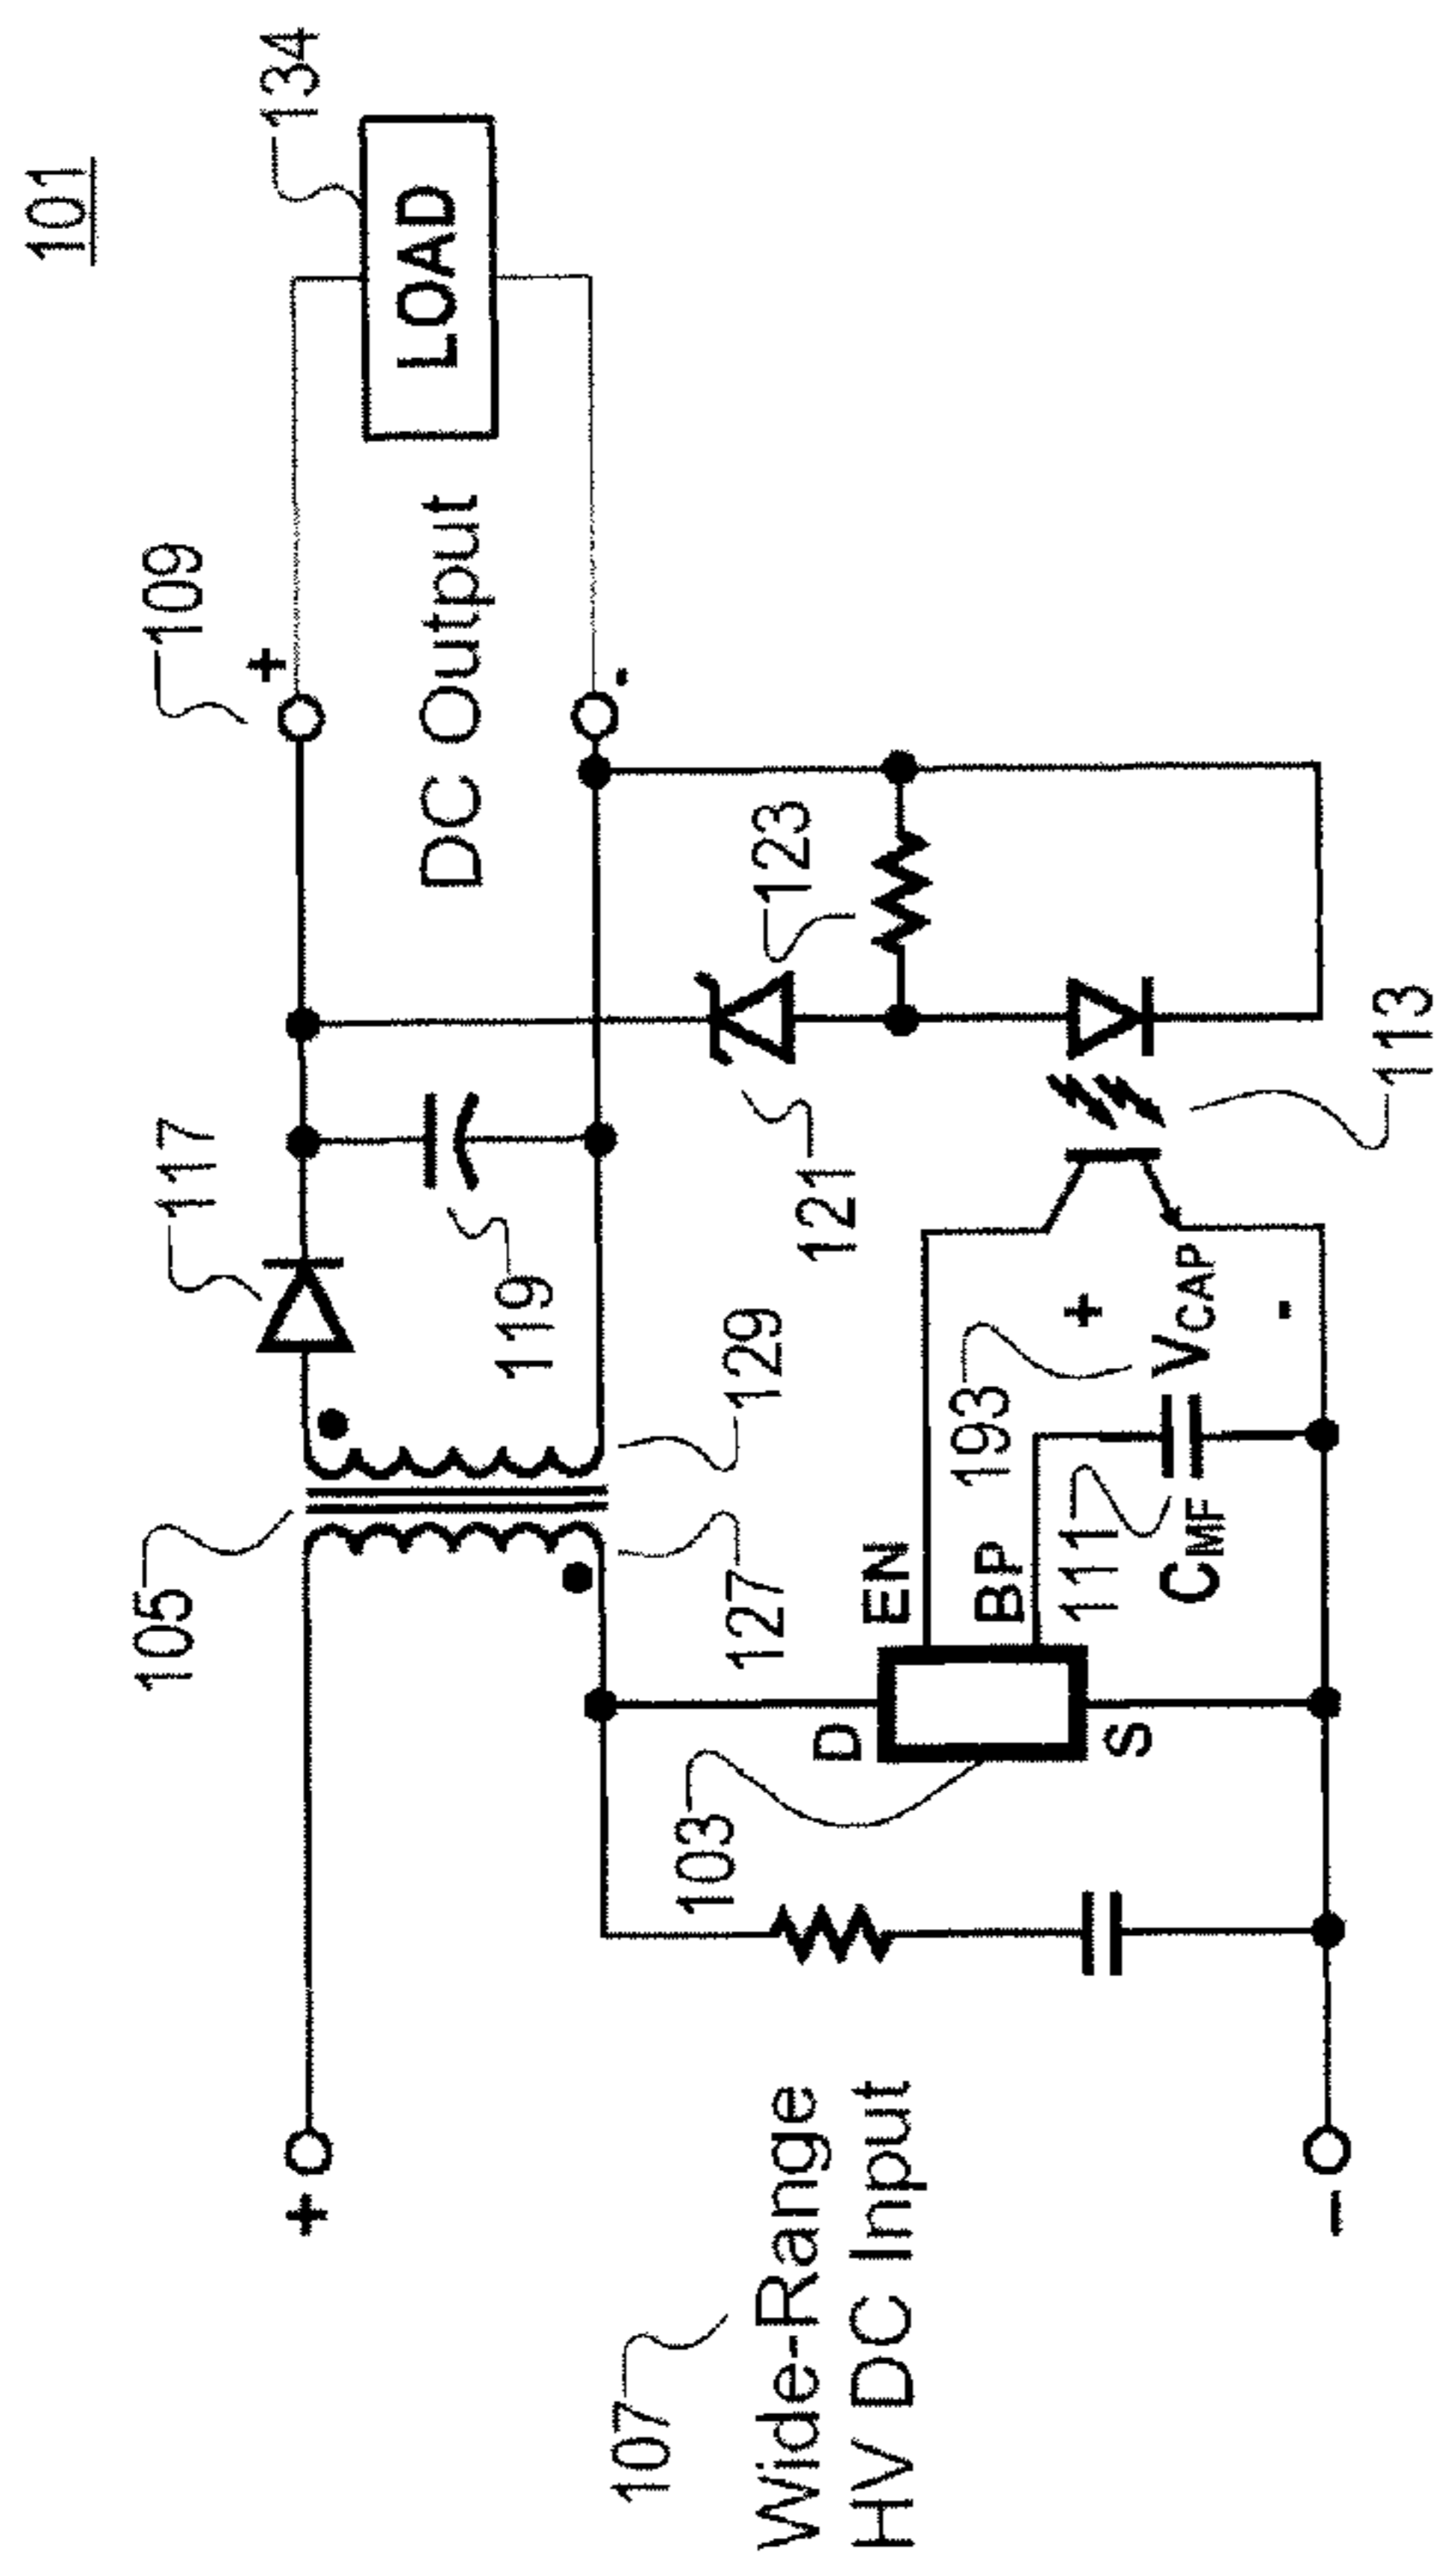 101
105
117
109
134
+
+
LOAD
119
DC Output
-
129
127
121
123
107
Wide-Range
HV DC Input
103
D
EN
BP
S
111
CMF
193
+
VCAP
-
113
–